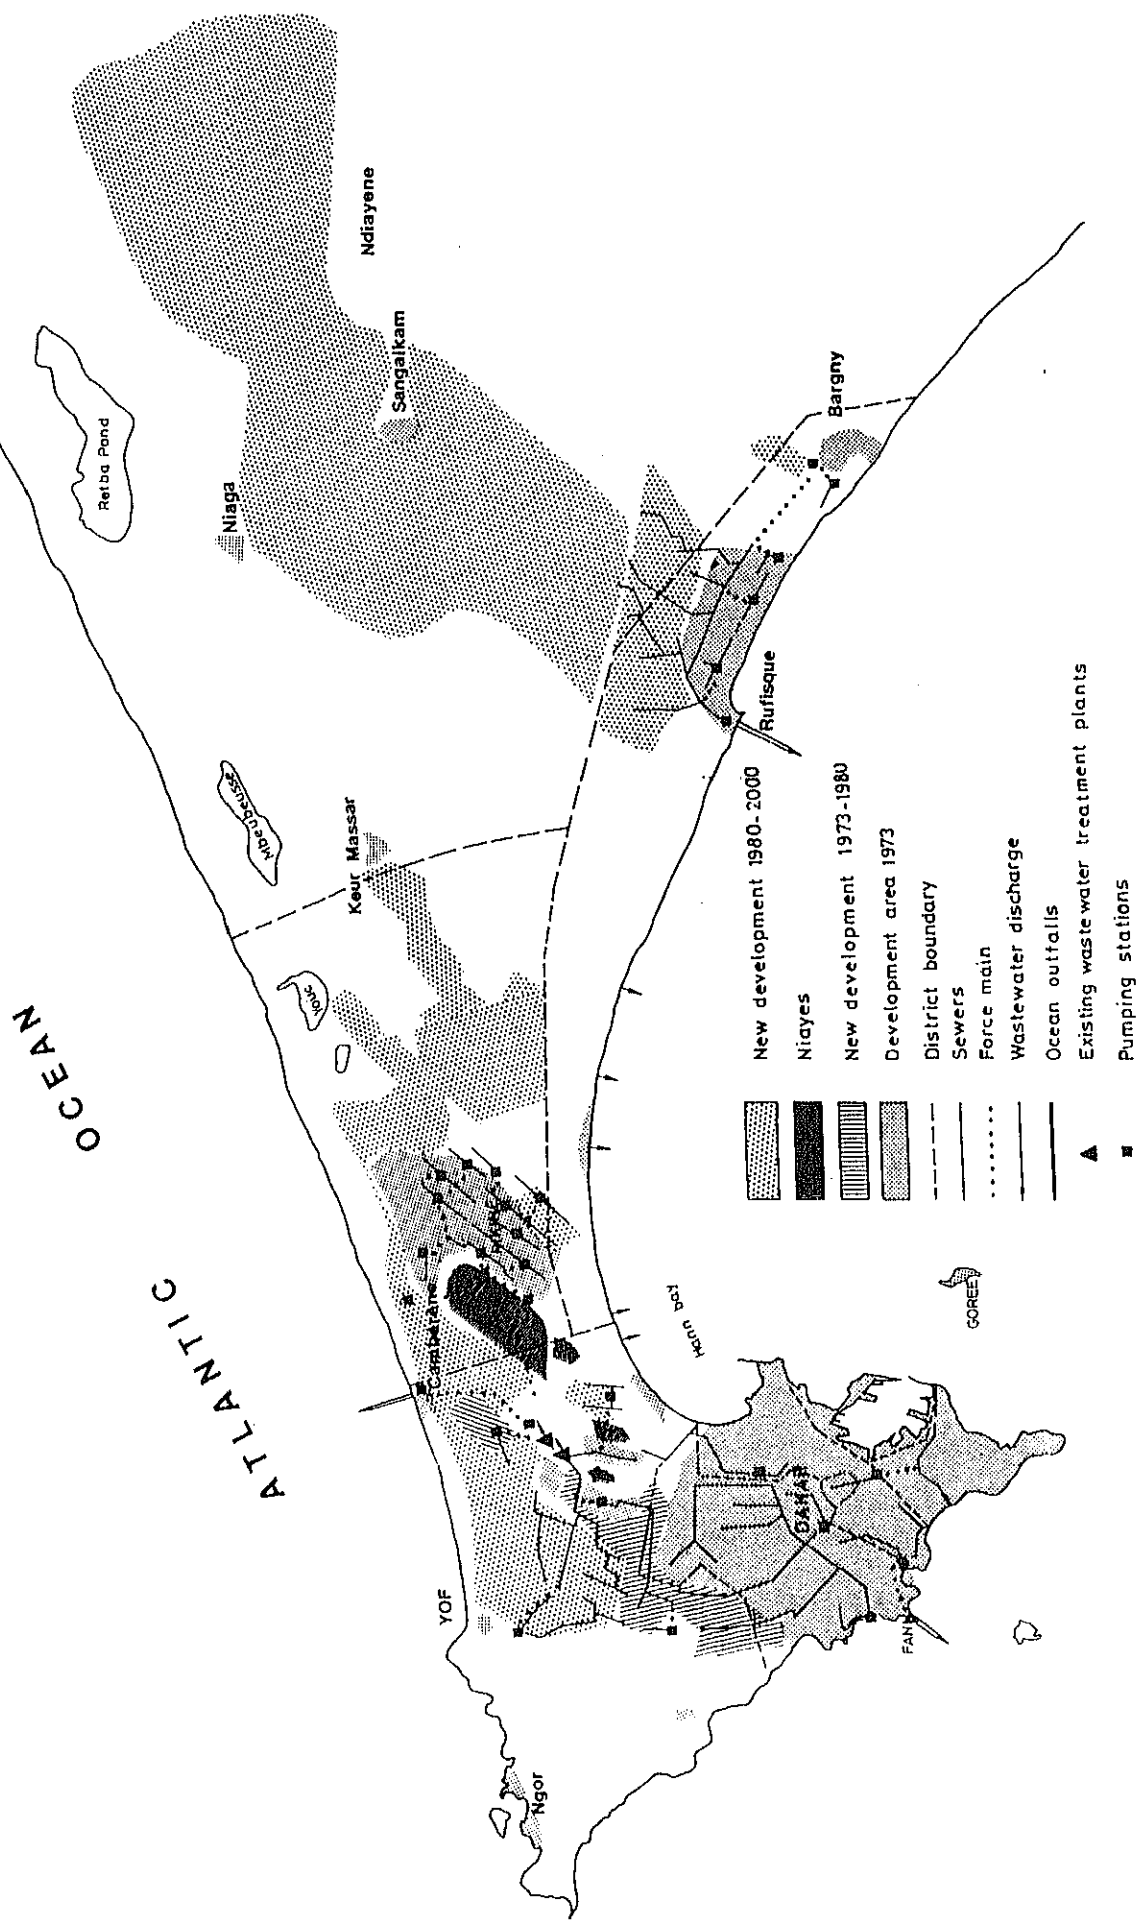 ATLANTIC OCEAN
Retba Pond
Niaga
Ndiayene
Sangalkam
Mbeubeusse
Keur Massar
Youc
Bargny
Rufisque
Cambérène
YOF
Ngor
Hann bay
DAKAR
FANN
GOREE
New development 1980-2000
Niayes
New development 1973-1980
Development area 1973
District boundary
Sewers
Force main
Wastewater discharge
Ocean outfalls
Existing wastewater treatment plants
Pumping stations